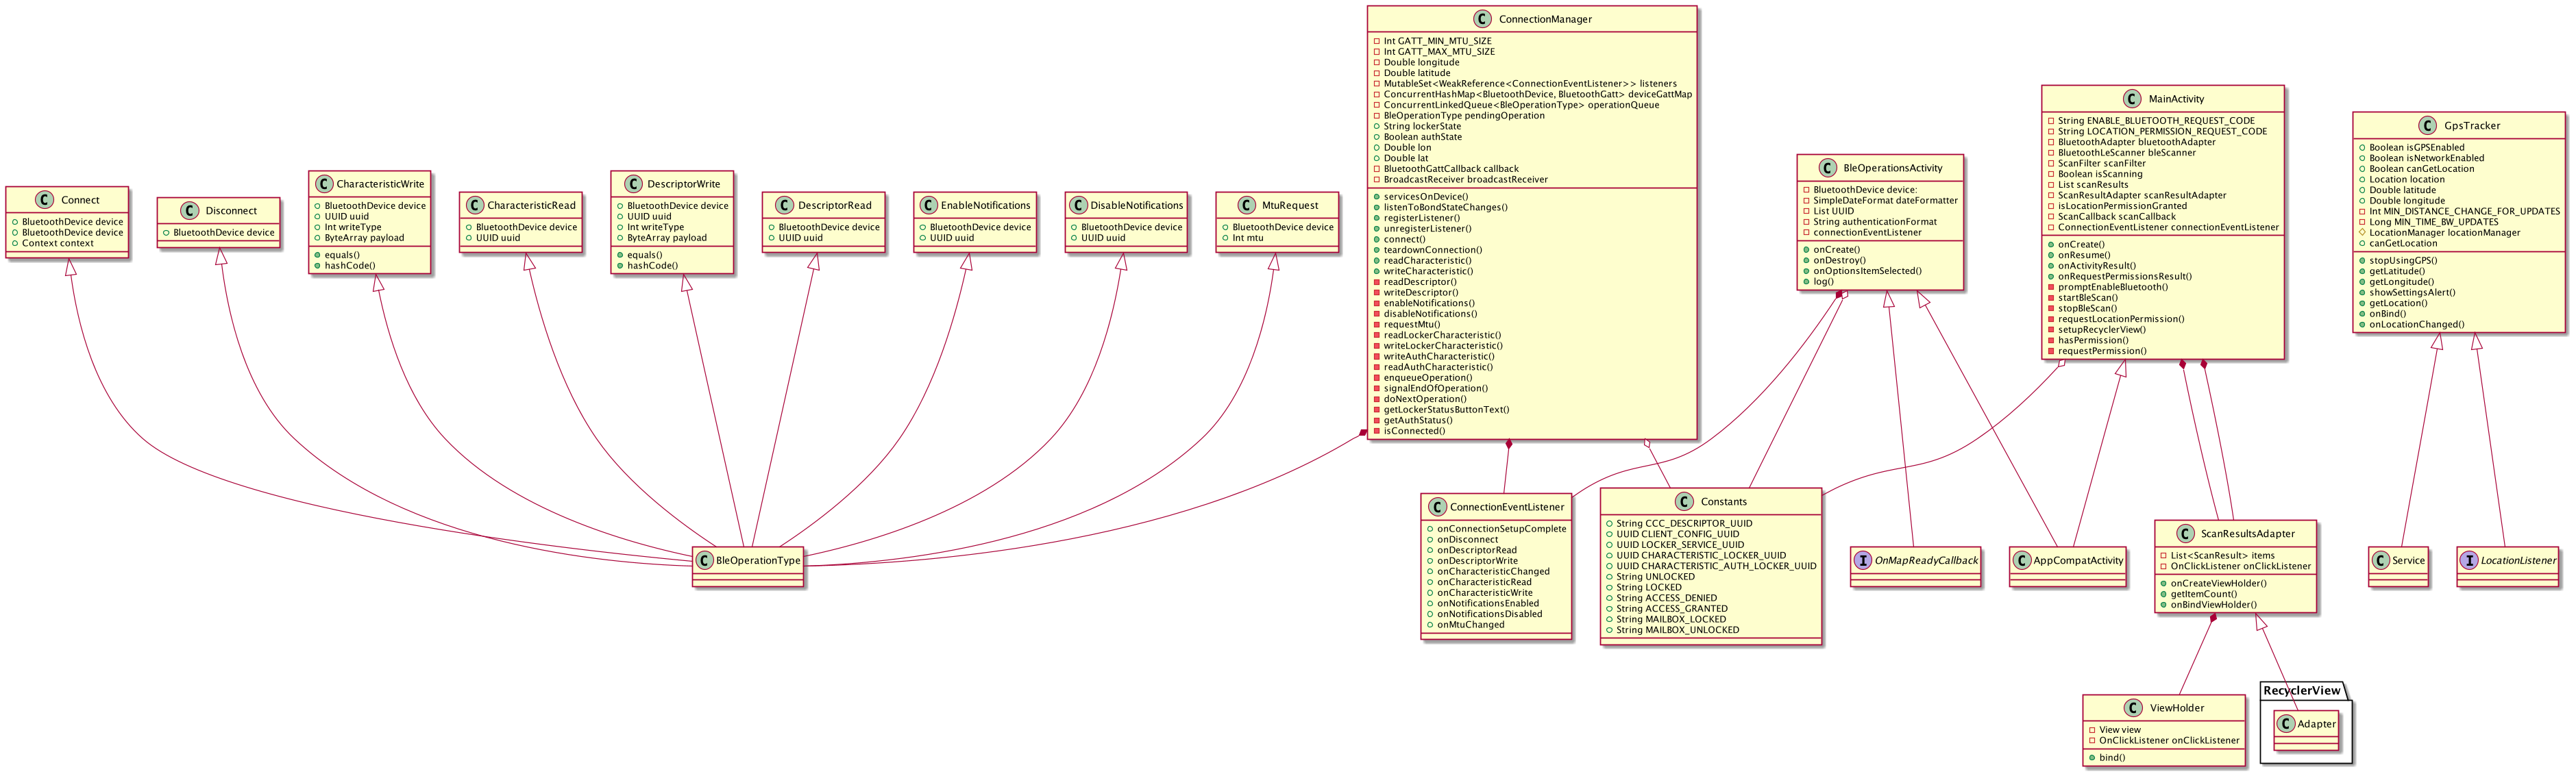 C Connect
BluetoothDevice device
BluetoothDevice device
Context context
C Disconnect
BluetoothDevice device
C CharacteristicWrite
BluetoothDevice device
UUID uuid
Int writeType
ByteArray payload
equals()
hashCode()
C CharacteristicRead
BluetoothDevice device
UUID uuid
C DescriptorWrite
BluetoothDevice device
UUID uuid
Int writeType
ByteArray payload
equals()
hashCode()
C DescriptorRead
BluetoothDevice device
UUID uuid
C EnableNotifications
BluetoothDevice device
UUID uuid
C DisableNotifications
BluetoothDevice device
UUID uuid
C MtuRequest
BluetoothDevice device
Int mtu
C ConnectionManager
Int GATT_MIN_MTU_SIZE
Int GATT_MAX_MTU_SIZE
Double longitude
Double latitude
MutableSet<WeakReference<ConnectionEventListener>> listeners
ConcurrentHashMap<BluetoothDevice, BluetoothGatt> deviceGattMap
ConcurrentLinkedQueue<BleOperationType> operationQueue
BleOperationType pendingOperation
String lockerState
Boolean authState
Double lon
Double lat
BluetoothGattCallback callback
BroadcastReceiver broadcastReceiver
servicesOnDevice()
listenToBondStateChanges()
registerListener()
unregisterListener()
connect()
teardownConnection()
readCharacteristic()
writeCharacteristic()
readDescriptor()
writeDescriptor()
enableNotifications()
disableNotifications()
requestMtu()
readLockerCharacteristic()
writeLockerCharacteristic()
writeAuthCharacteristic()
readAuthCharacteristic()
enqueueOperation()
signalEndOfOperation()
doNextOperation()
getLockerStatusButtonText()
getAuthStatus()
isConnected()
C BleOperationsActivity
BluetoothDevice device:
SimpleDateFormat dateFormatter
List UUID
String authenticationFormat
connectionEventListener
onCreate()
onDestroy()
onOptionsItemSelected()
log()
C MainActivity
String ENABLE_BLUETOOTH_REQUEST_CODE
String LOCATION_PERMISSION_REQUEST_CODE
BluetoothAdapter bluetoothAdapter
BluetoothLeScanner bleScanner
ScanFilter scanFilter
Boolean isScanning
List scanResults
ScanResultAdapter scanResultAdapter
isLocationPermissionGranted
ScanCallback scanCallback
ConnectionEventListener connectionEventListener
onCreate()
onResume()
onActivityResult()
onRequestPermissionsResult()
promptEnableBluetooth()
startBleScan()
stopBleScan()
requestLocationPermission()
setupRecyclerView()
hasPermission()
requestPermission()
C GpsTracker
Boolean isGPSEnabled
Boolean isNetworkEnabled
Boolean canGetLocation
Location location
Double latitude
Double longitude
Int MIN_DISTANCE_CHANGE_FOR_UPDATES
Long MIN_TIME_BW_UPDATES
LocationManager locationManager
canGetLocation
stopUsingGPS()
getLatitude()
getLongitude()
showSettingsAlert()
getLocation()
onBind()
onLocationChanged()
C BleOperationType
C ConnectionEventListener
onConnectionSetupComplete
onDisconnect
onDescriptorRead
onDescriptorWrite
onCharacteristicChanged
onCharacteristicRead
onCharacteristicWrite
onNotificationsEnabled
onNotificationsDisabled
onMtuChanged
C Constants
String CCC_DESCRIPTOR_UUID
UUID CLIENT_CONFIG_UUID
UUID LOCKER_SERVICE_UUID
UUID CHARACTERISTIC_LOCKER_UUID
UUID CHARACTERISTIC_AUTH_LOCKER_UUID
String UNLOCKED
String LOCKED
String ACCESS_DENIED
String ACCESS_GRANTED
String MAILBOX_LOCKED
String MAILBOX_UNLOCKED
I OnMapReadyCallback
C AppCompatActivity
C ScanResultsAdapter
List<ScanResult> items
OnClickListener onClickListener
onCreateViewHolder()
getItemCount()
onBindViewHolder()
C Service
I LocationListener
C ViewHolder
View view
OnClickListener onClickListener
bind()
RecyclerView
C Adapter